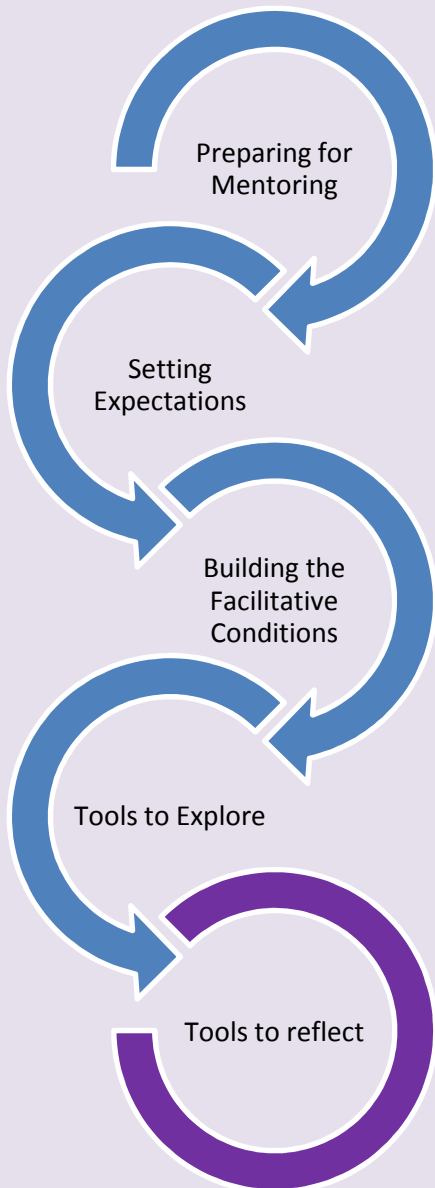 Preparing for
Mentoring
Setting
Expectations
Building the
Facilitative
Conditions
Tools to Explore
Tools to reflect